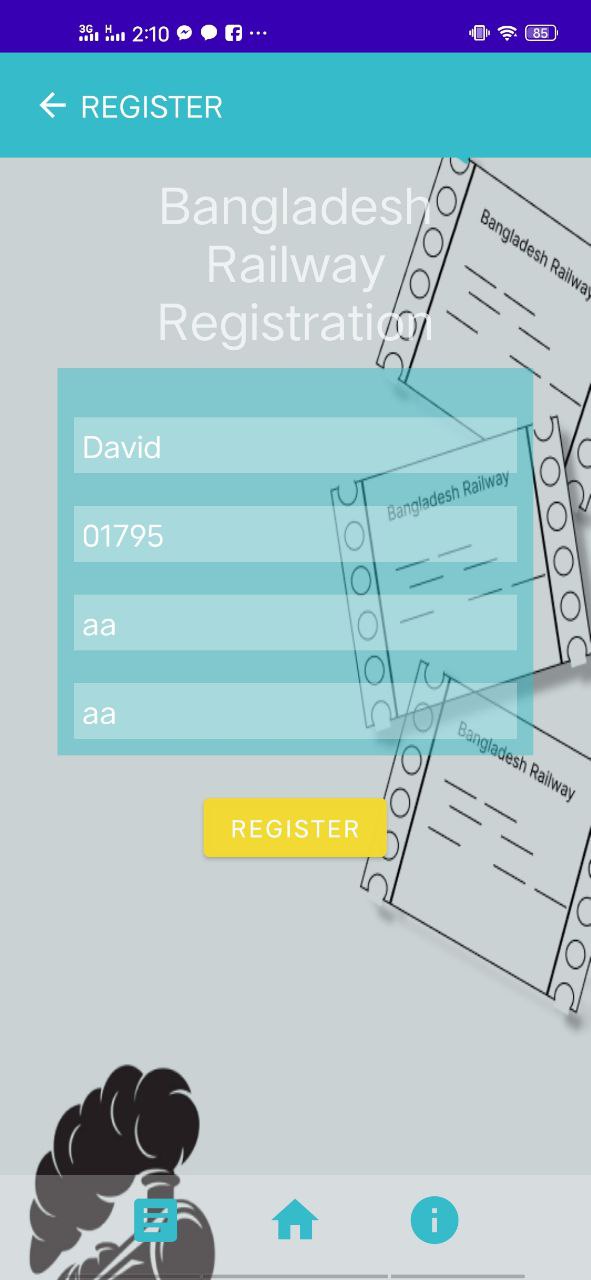 3G H 2:10 85
REGISTER
Bangladesh
Railway
Registration
Bangladesh Railway
David
Bangladesh Railway
01795
aa
aa
Bangladesh Railway
REGISTER